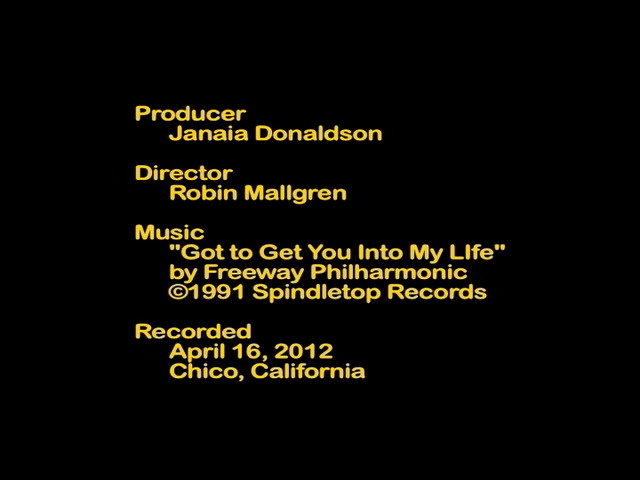 Producer
Janaia Donaldson
Director
Robin Mallgren
Music
"Got to Get You Into My LIfe"
by Freeway Philharmonic
©1991 Spindletop Records
Recorded
April 16, 2012
Chico, California